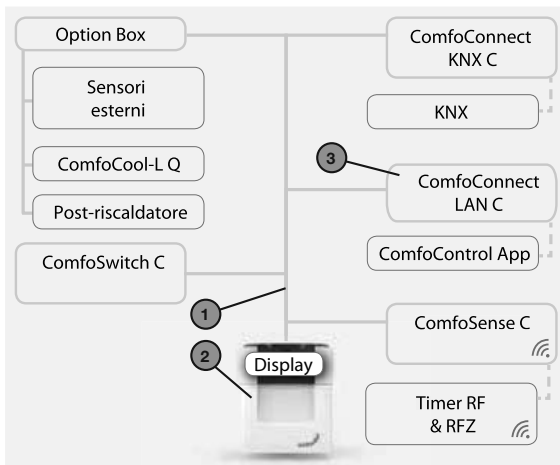 Option Box
Sensori
esterni
ComfoCool-L Q
Post-riscaldatore
ComfoSwitch C
ComfoConnect
KNX C
KNX
3
ComfoConnect
LAN C
ComfoControl App
1
2
Display
ComfoSense C
Timer RF
& RFZ